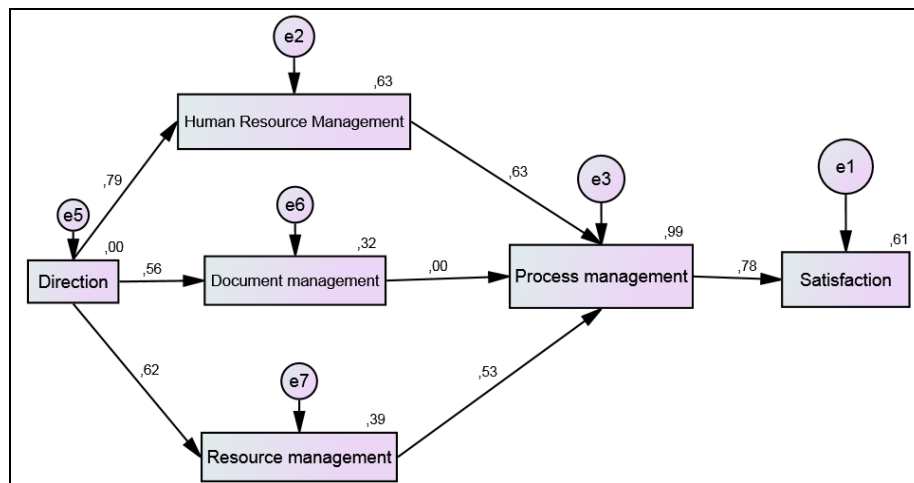 e2
,63
Human Resource Management
,79
,63
e5
e6
e3
e1
,00
,32
,99
,61
Direction
,56
Document management
,00
Process management
,78
Satisfaction
,62
e7
,53
,39
Resource management